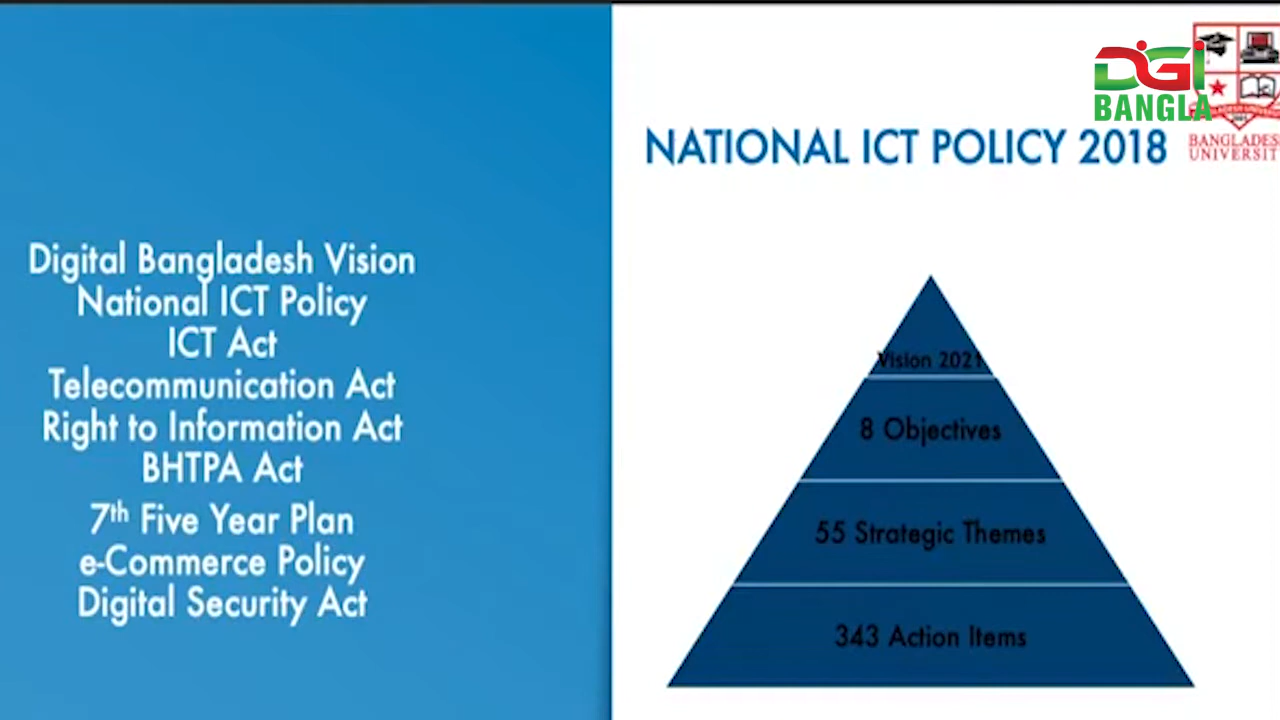 Digital Bangladesh Vision
National ICT Policy
ICT Act
Telecommunication Act
Right to Information Act
BHTPA Act
7th Five Year Plan
e-Commerce Policy
Digital Security Act
DGI
BANGLA
BANGLADES
UNIVERSIT
NATIONAL ICT POLICY 2018
Vision 2021
8 Objectives
55 Strategic Themes
343 Action Items